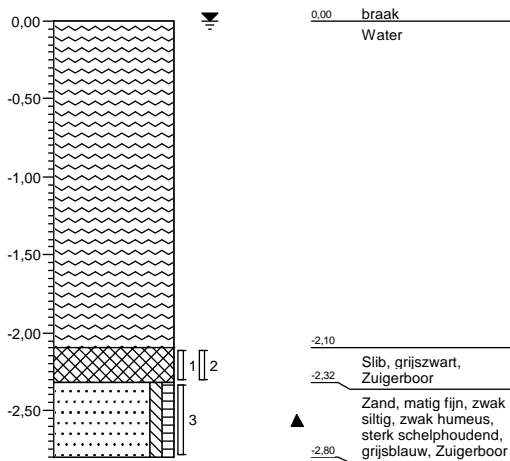 0,00
-0,50
-1,00
-1,50
-2,00
-2,50
1
2
3
0,00 braak
Water
-2,10
Slib, grijszwart,
-2,32 Zuigerboor
Zand, matig fijn, zwak
siltig, zwak humeus,
sterk schelphoudend,
grijsblauw, Zuigerboor
-2,80